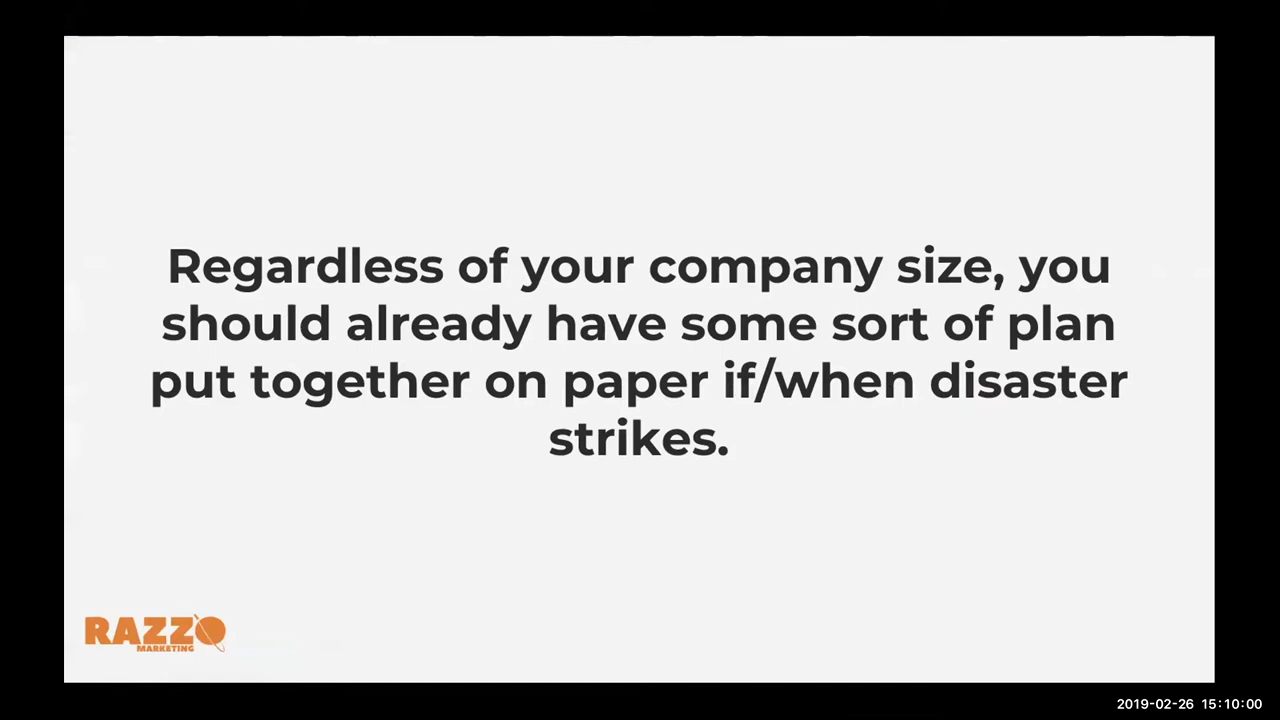 Regardless of your company size, you
should already have some sort of plan
put together on paper if/when disaster
strikes.
RAZZO
MARKETING
2019-02-26 15:10:00